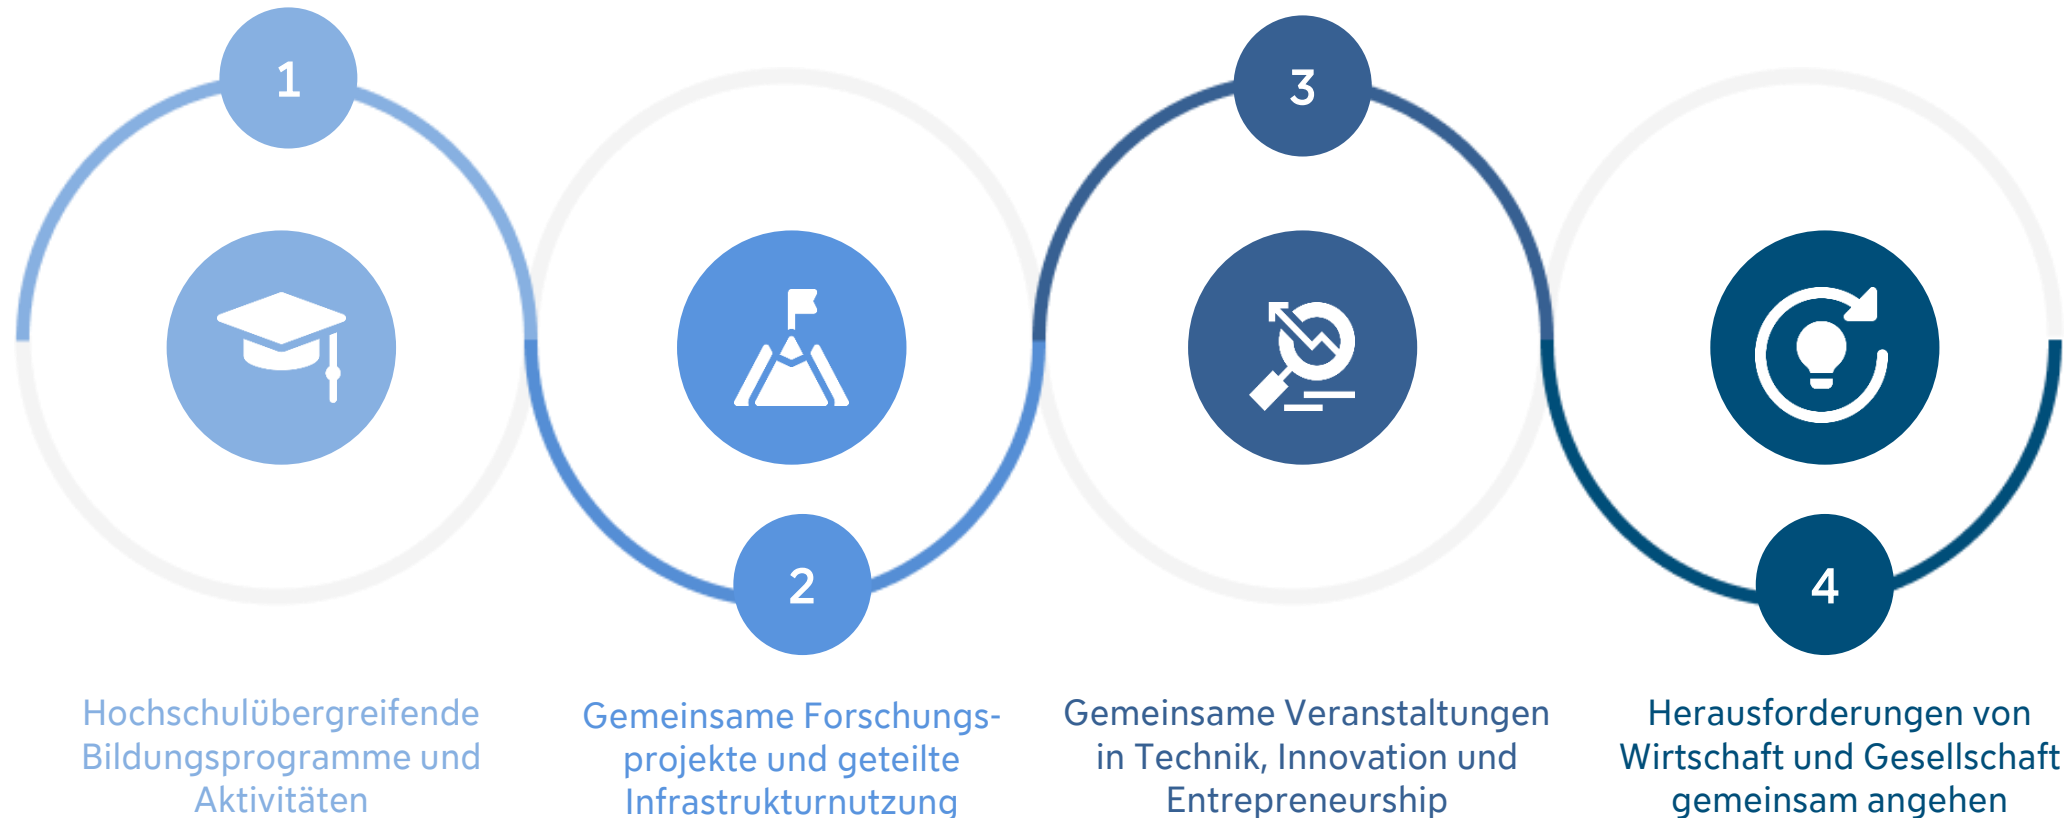 1
Hochschulübergreifende
Bildungsprogramme und
Aktivitäten
2
Gemeinsame Forschungs-
projekte und geteilte
Infrastrukturnutzung
3
Gemeinsame Veranstaltungen
in Technik, Innovation und
Entrepreneurship
4
Herausforderungen von
Wirtschaft und Gesellschaft
gemeinsam angehen